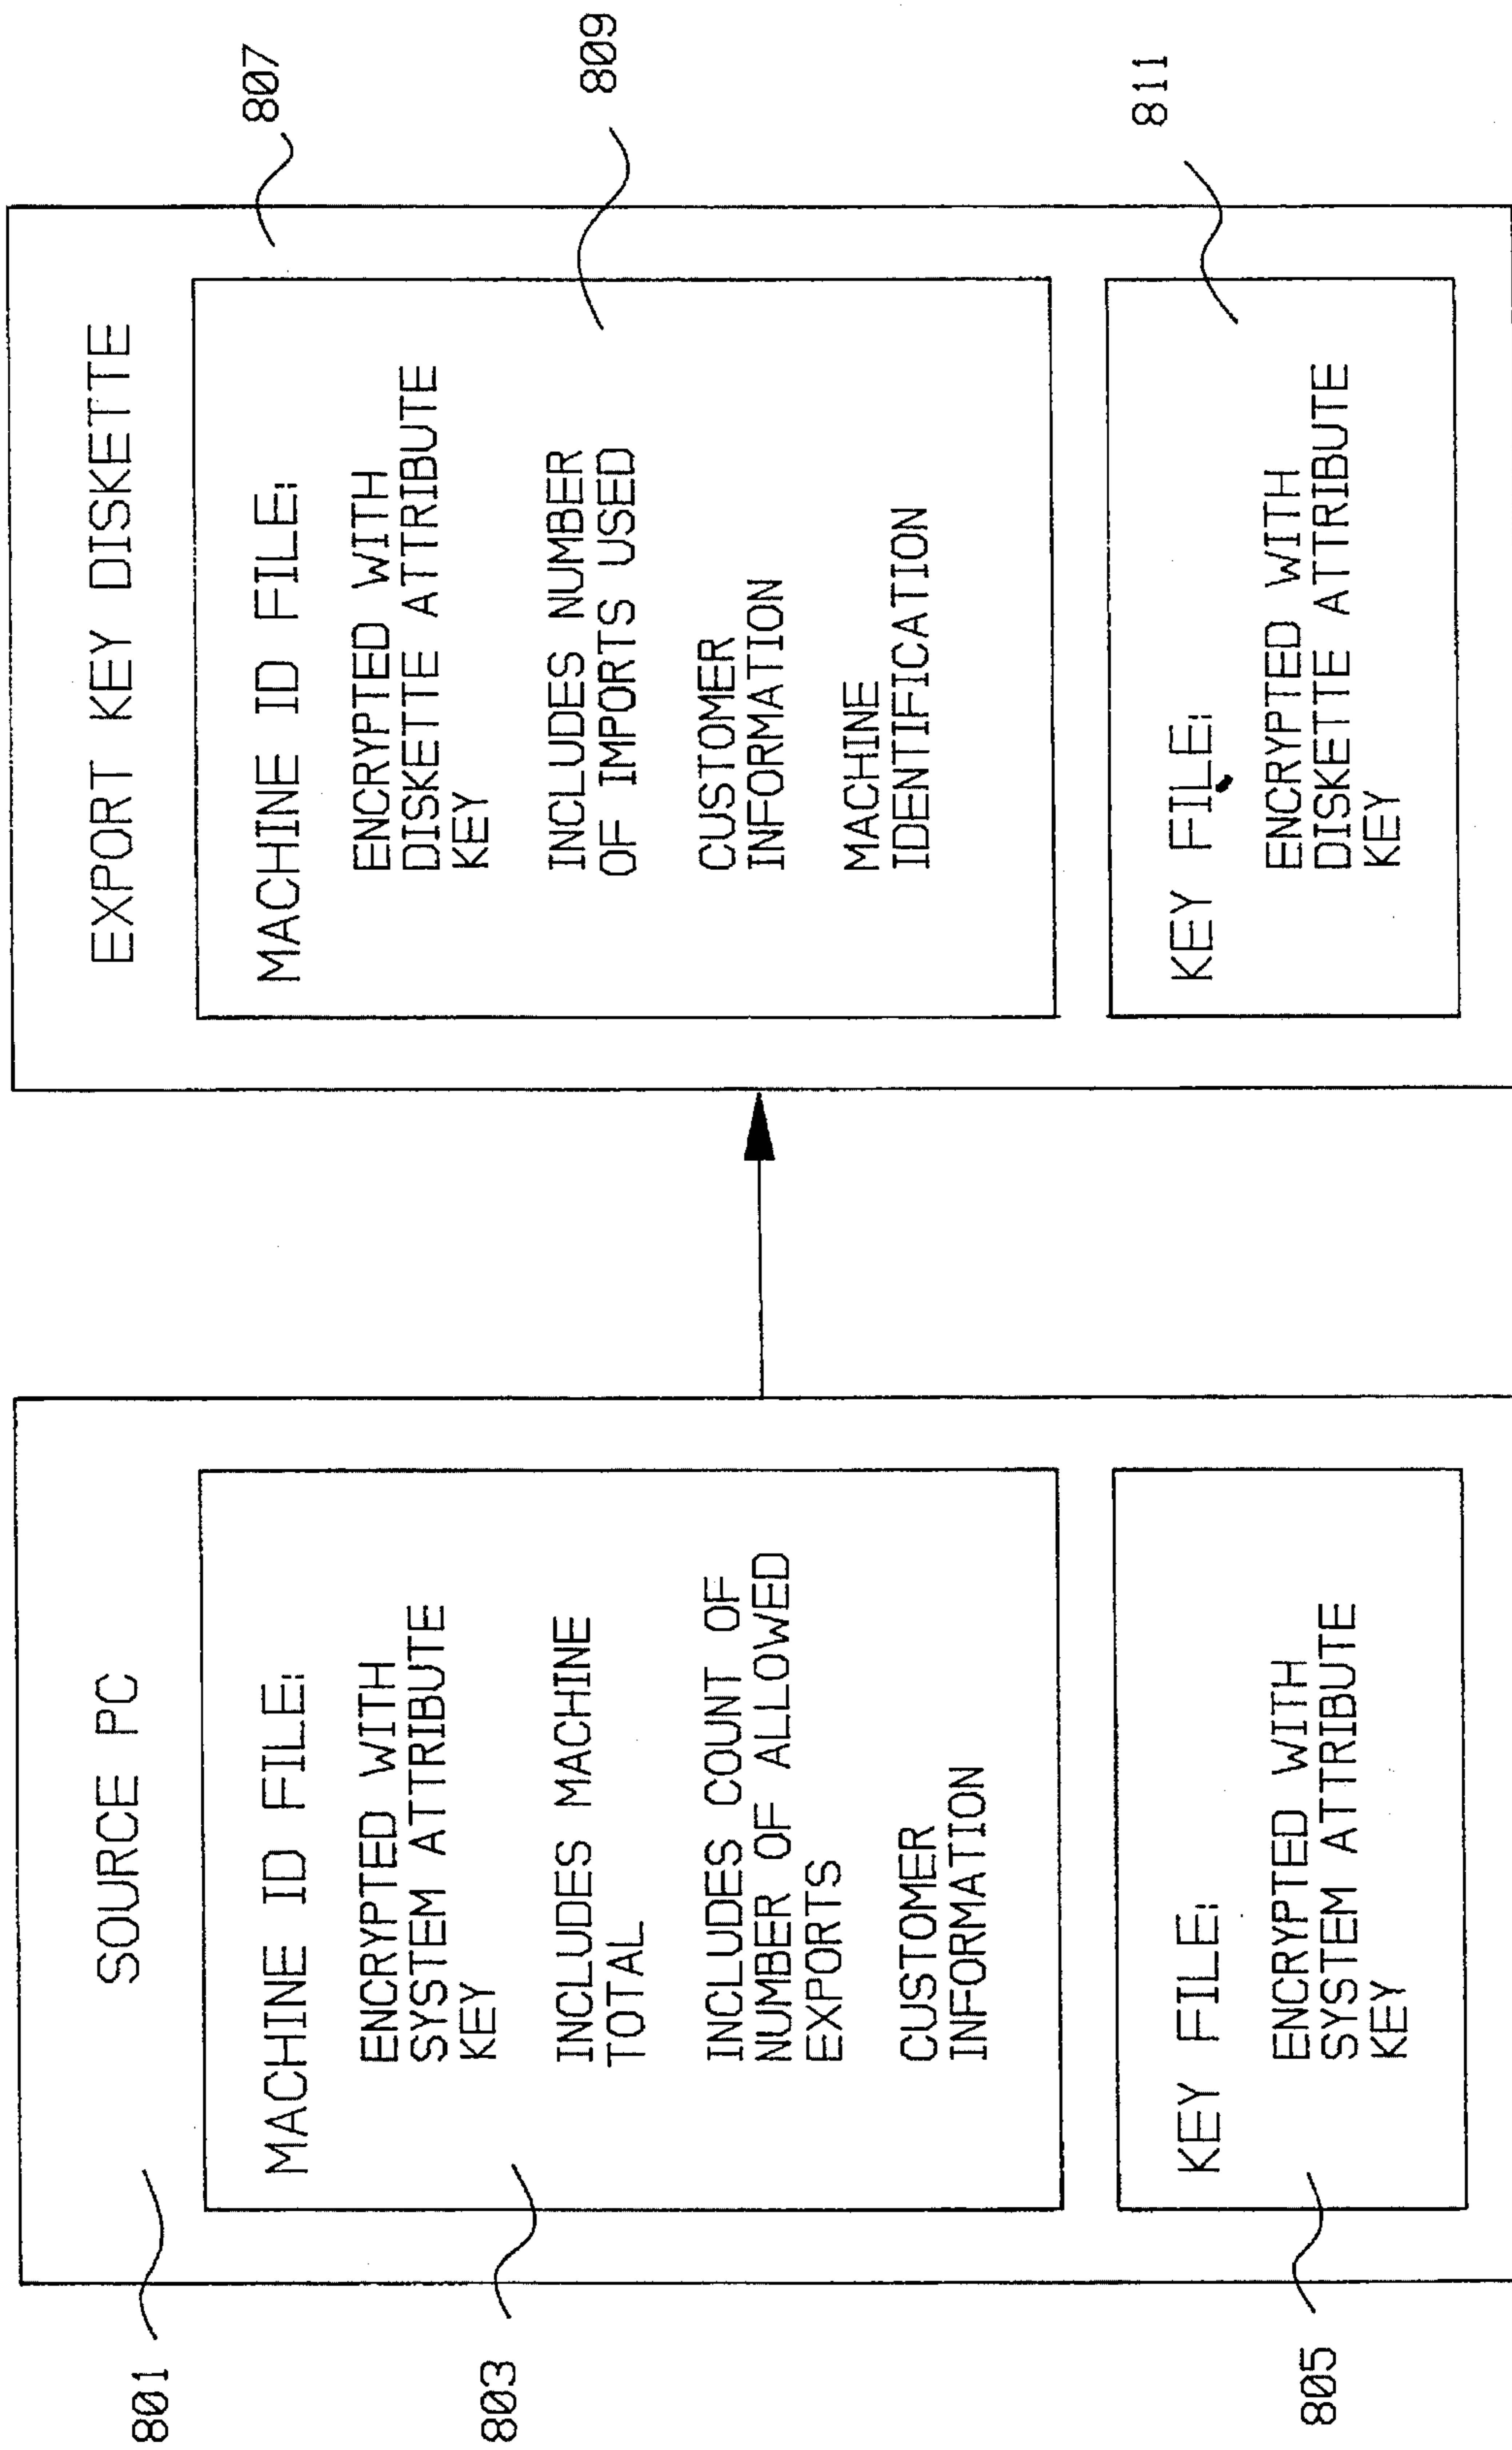 801
SOURCE PC
803
MACHINE ID FILE:
ENCRYPTED WITH
SYSTEM ATTRIBUTE
KEY
INCLUDES MACHINE
TOTAL
INCLUDES COUNT OF
NUMBER OF ALLOWED
EXPORTS
CUSTOMER
INFORMATION
805
KEY FILE:
ENCRYPTED WITH
SYSTEM ATTRIBUTE
KEY
EXPORT KEY DISKETTE
807
MACHINE ID FILE:
ENCRYPTED WITH
DISKETTE ATTRIBUTE
KEY
INCLUDES NUMBER
OF IMPORTS USED
CUSTOMER
INFORMATION
MACHINE
IDENTIFICATION
809
KEY FILE:
ENCRYPTED WITH
DISKETTE ATTRIBUTE
KEY
811